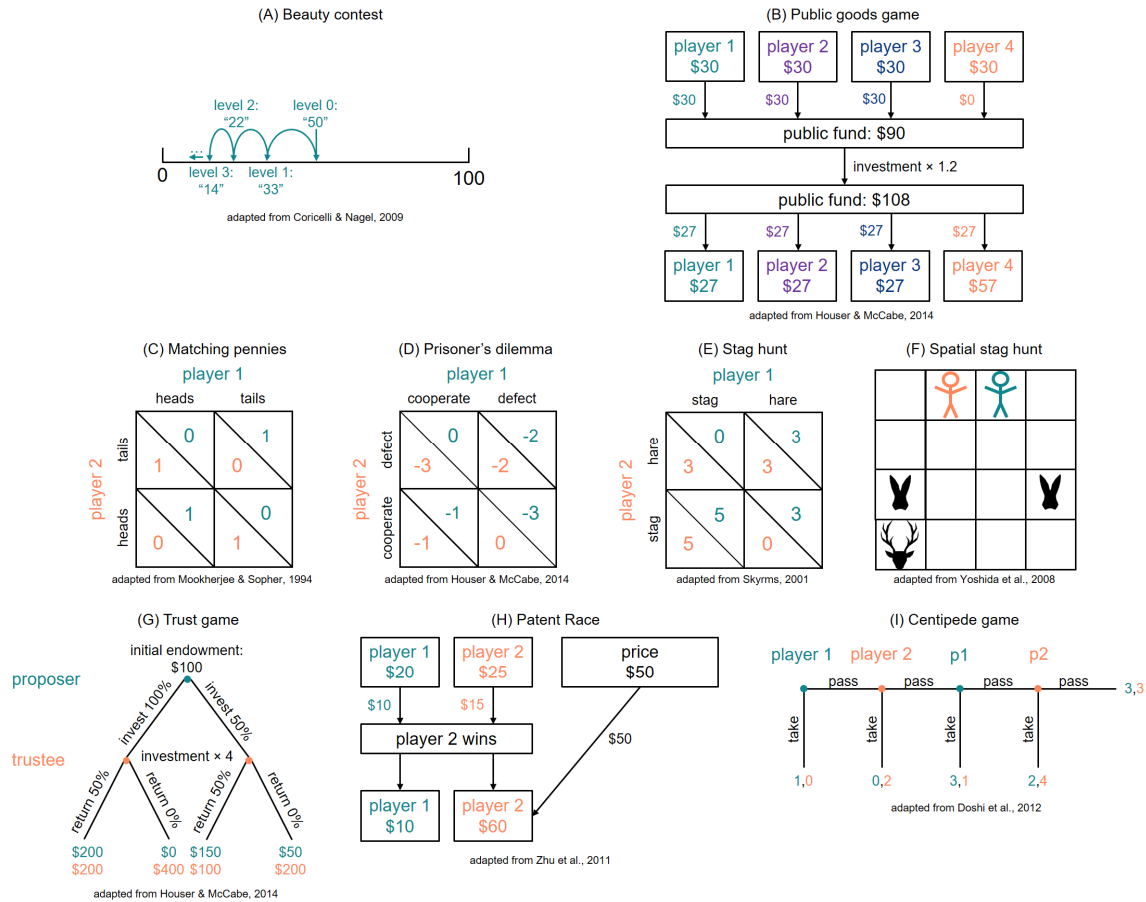 (A) Beauty contest
level 2:
“22”
level 0:
“50”
...
0
100
level 3:
“14”
level 1:
“33”
adapted from Coricelli & Nagel, 2009
(B) Public goods game
player 1
$30
player 2
$30
player 3
$30
player 4
$30
$30
$30
$30
$0
public fund: $90
investment × 1.2
public fund: $108
$27
$27
$27
$27
player 1
$27
player 2
$27
player 3
$27
player 4
$57
adapted from Houser & McCabe, 2014
(C) Matching pennies
player 1
heads
tails
player 2
tails
0
1
1
0
heads
1
0
0
1
adapted from Mookherjee & Sopher, 1994
(D) Prisoner’s dilemma
player 1
cooperate
defect
player 2
defect
0
-3
-2
-2
cooperate
-1
-1
-3
0
adapted from Houser & McCabe, 2014
(E) Stag hunt
player 1
stag
hare
player 2
hare
0
3
3
3
stag
5
5
3
0
adapted from Skyrms, 2001
(F) Spatial stag hunt
adapted from Yoshida et al., 2008
(G) Trust game
initial endowment:
$100
proposer
invest 100%
invest 50%
trustee
investment × 4
return 50%
return 0%
return 50%
return 0%
$200
$200
$0
$400
$150
$100
$50
$200
adapted from Houser & McCabe, 2014
(H) Patent Race
player 1
$20
player 2
$25
price
$50
$10
$15
player 2 wins
$50
player 1
$10
player 2
$60
adapted from Zhu et al., 2011
(I) Centipede game
player 1
player 2
p1
p2
pass
pass
pass
pass
3,3
take
take
take
take
1,0
0,2
3,1
2,4
adapted from Doshi et al., 2012